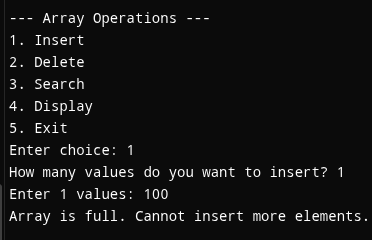 --- Array Operations ---
1. Insert
2. Delete
3. Search
4. Display
5. Exit
Enter choice: 1
How many values do you want to insert? 1
Enter 1 values: 100
Array is full. Cannot insert more elements.